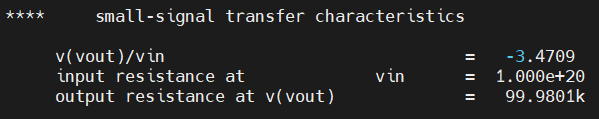 **** small-signal transfer characteristics
v(vout)/vin = -3.4709
input resistance at vin = 1.000e+20
output resistance at v(vout) = 99.9801k